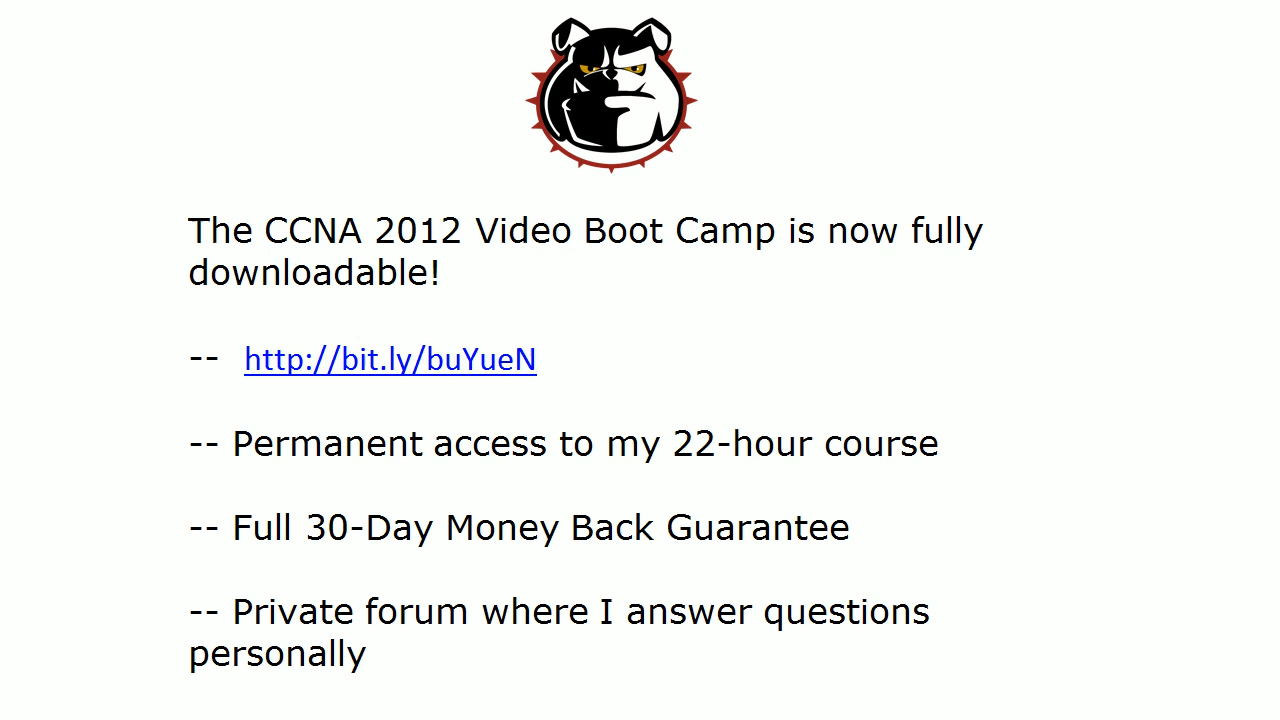 The CCNA 2012 Video Boot Camp is now fully
downloadable!
-- http://bit.ly/buYueN
-- Permanent access to my 22-hour course
-- Full 30-Day Money Back Guarantee
-- Private forum where I answer questions
personally